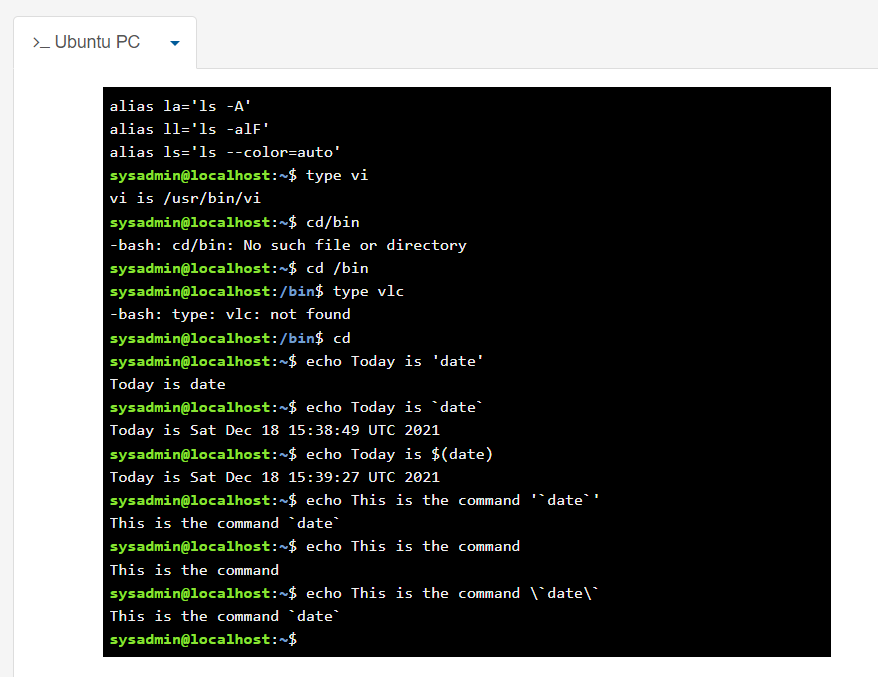 >_ Ubuntu PC
alias la='ls -A'
alias ll='ls -alF'
alias ls='ls --color=auto'
sysadmin@localhost:~$ type vi
vi is /usr/bin/vi
sysadmin@localhost:~$ cd/bin
-bash: cd/bin: No such file or directory
sysadmin@localhost:~$ cd /bin
sysadmin@localhost:/bin$ type vlc
-bash: type: vlc: not found
sysadmin@localhost:/bin$ cd
sysadmin@localhost:~$ echo Today is 'date'
Today is date
sysadmin@localhost:~$ echo Today is `date`
Today is Sat Dec 18 15:38:49 UTC 2021
sysadmin@localhost:~$ echo Today is $(date)
Today is Sat Dec 18 15:39:27 UTC 2021
sysadmin@localhost:~$ echo This is the command '`date`'
This is the command `date`
sysadmin@localhost:~$ echo This is the command
This is the command
sysadmin@localhost:~$ echo This is the command \`date\`
This is the command `date`
sysadmin@localhost:~$